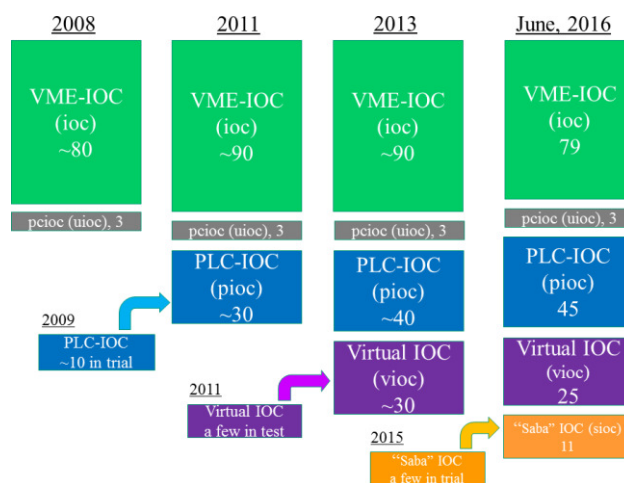 2008
VME-IOC
(ioc)
~80
pcioc (uioc), 3
2009
PLC-IOC
~10 in trial
2011
VME-IOC
(ioc)
~90
pcioc (uioc), 3
PLC-IOC
(pioc)
~30
2011
Virtual IOC
a few in test
2013
VME-IOC
(ioc)
~90
pcioc (uioc), 3
PLC-IOC
(pioc)
~40
Virtual IOC
(vioc)
~30
2015
“Saba” IOC
a few in trial
June, 2016
VME-IOC
(ioc)
79
pcioc (uioc), 3
PLC-IOC
(pioc)
45
Virtual IOC
(vioc)
25
“Saba” IOC (sioc)
11